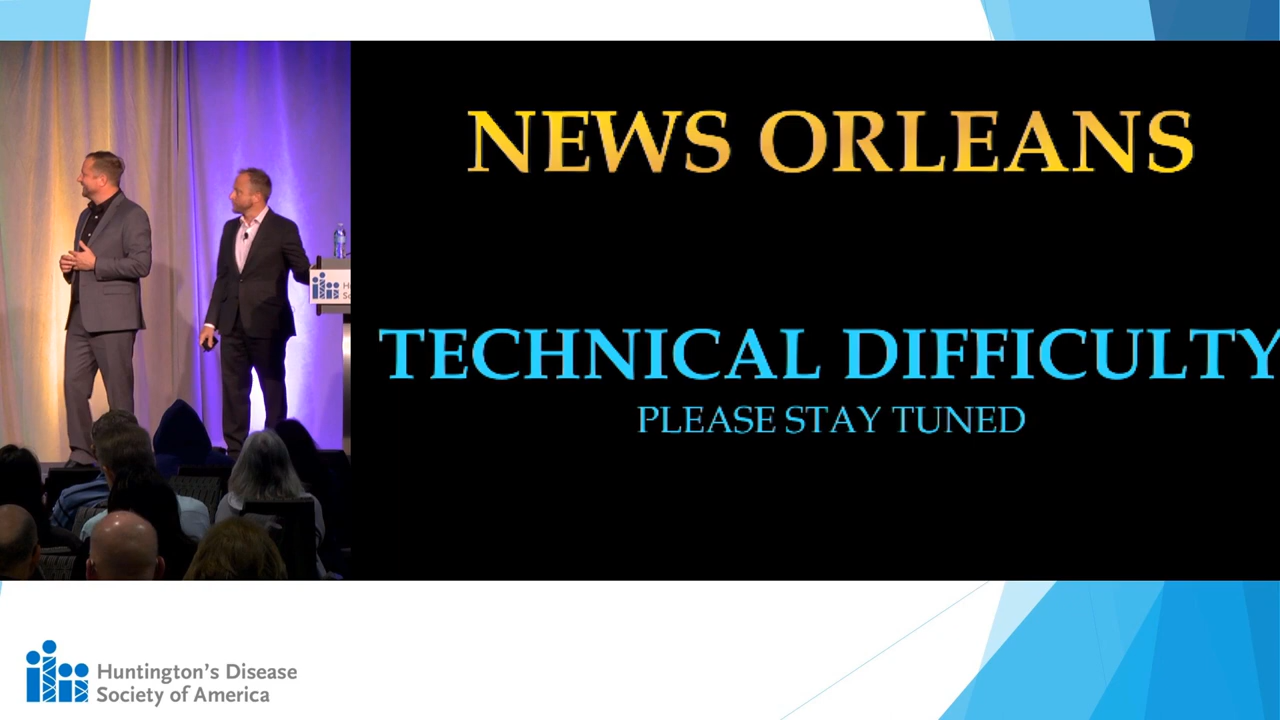 NEWS ORLEANS
TECHNICAL DIFFICULTY
PLEASE STAY TUNED
Huntington's Disease
Society of America